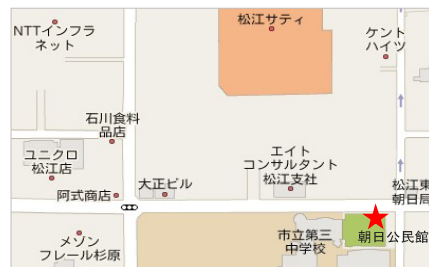 松江サティ
NTTインフラ
ネット
ケント
ハイツ
石川食料
品店
ユニクロ
松江店
エイト
コンサルタント
松江支社
大正ビル
阿式商店
松江東
朝日局
市立第三
中学校
朝日公民館
メゾン
フレール杉原